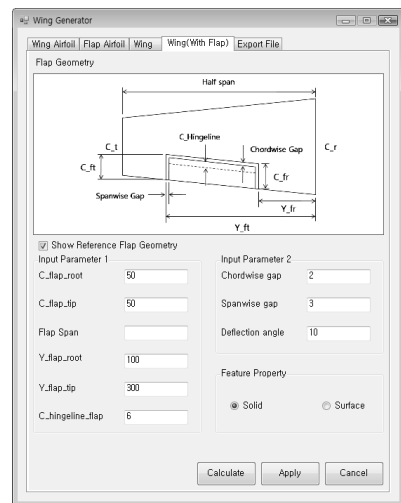 Wing Generator
Wing Airfoil Flap Airfoil Wing Wing(With Flap) Export File
Flap Geometry
Half span
C_Hingeline
C_t
Chordwise Gap
C_r
C_ft
C_fr
Spanwise Gap
Y_fr
Y_ft
Show Reference Flap Geometry
Input Parameter 1
C_flap_root 50
C_flap_tip 50
Flap Span
Y_flap_root 100
Y_flap_tip 300
C_hingeline_flap 6
Input Parameter 2
Chordwise gap 2
Spanwise gap 3
Deflection angle 10
Feature Property
Solid Surface
Calculate Apply Cancel